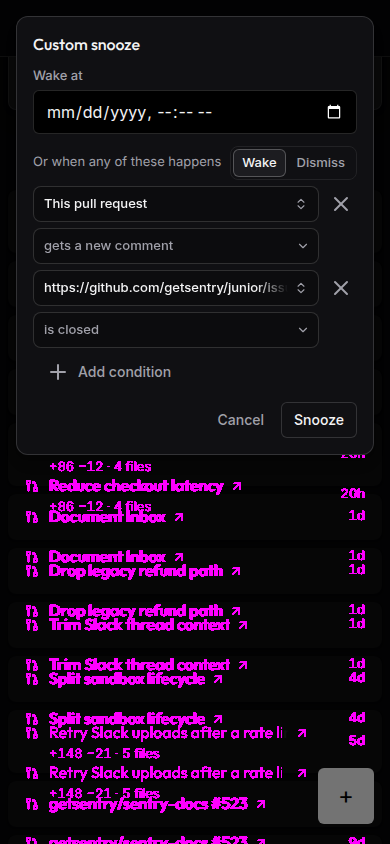 Custom snooze
Wake at
mm/dd/yyyy, --:-- --
Or when any of these happens Wake Dismiss
This pull request
gets a new comment
https://github.com/getsentry/junior/iss
is closed
+ Add condition
Cancel Snooze
+86 −12 · 4 files
Reduce checkout latency ↗
20h
+86 −12 · 4 files
Document Inbox ↗ 1d
Document Inbox ↗ 1d
Drop legacy refund path ↗ 1d
Drop legacy refund path ↗ 1d
Trim Slack thread context ↗ 1d
Trim Slack thread context ↗ 1d
Split sandbox lifecycle ↗ 4d
Split sandbox lifecycle ↗ 4d
Retry Slack uploads after a rate li ↗
5d
+148 −21 · 5 files
Retry Slack uploads after a rate li ↗
+148 −21 · 5 files
getsentry/sentry-docs #523 ↗
+
getsentry/sentry-docs #523 ↗ 9d